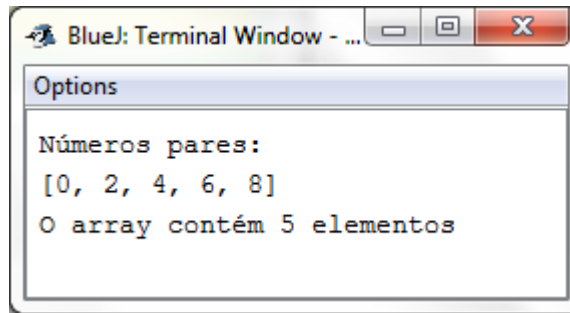 BlueJ: Terminal Window - ...
Options
Números pares:
[0, 2, 4, 6, 8]
O array contém 5 elementos